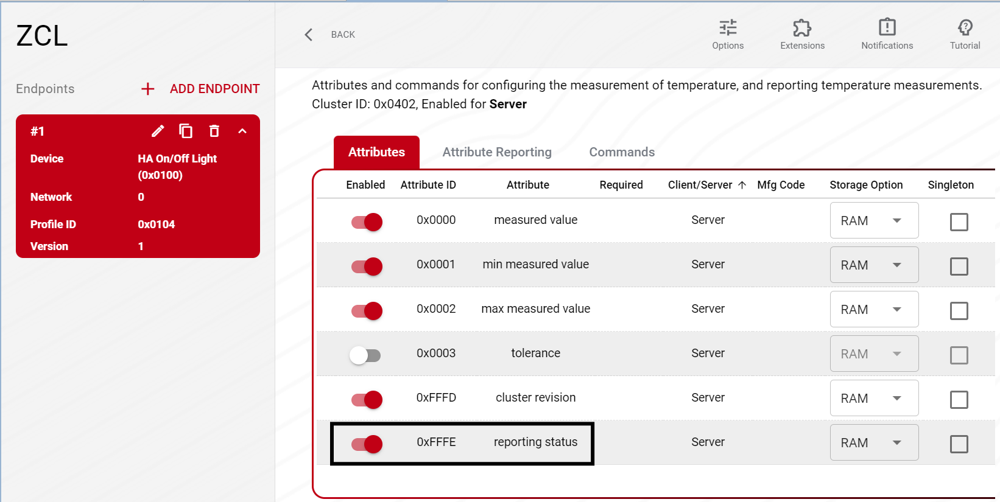 ZCL
BACK
Options
Extensions
Notifications
Tutorial
Endpoints
ADD ENDPOINT
#1
Device HA On/Off Light
(0x0100)
Network 0
Profile ID 0x0104
Version 1
Attributes and commands for configuring the measurement of temperature, and reporting temperature measurements.
Cluster ID: 0x0402, Enabled for Server
Attributes Attribute Reporting Commands
Enabled Attribute ID Attribute Required Client/Server Mfg Code Storage Option Singleton
0x0000 measured value Server RAM
0x0001 min measured value Server RAM
0x0002 max measured value Server RAM
0x0003 tolerance Server RAM
0xFFFD cluster revision Server RAM
0xFFFE reporting status Server RAM